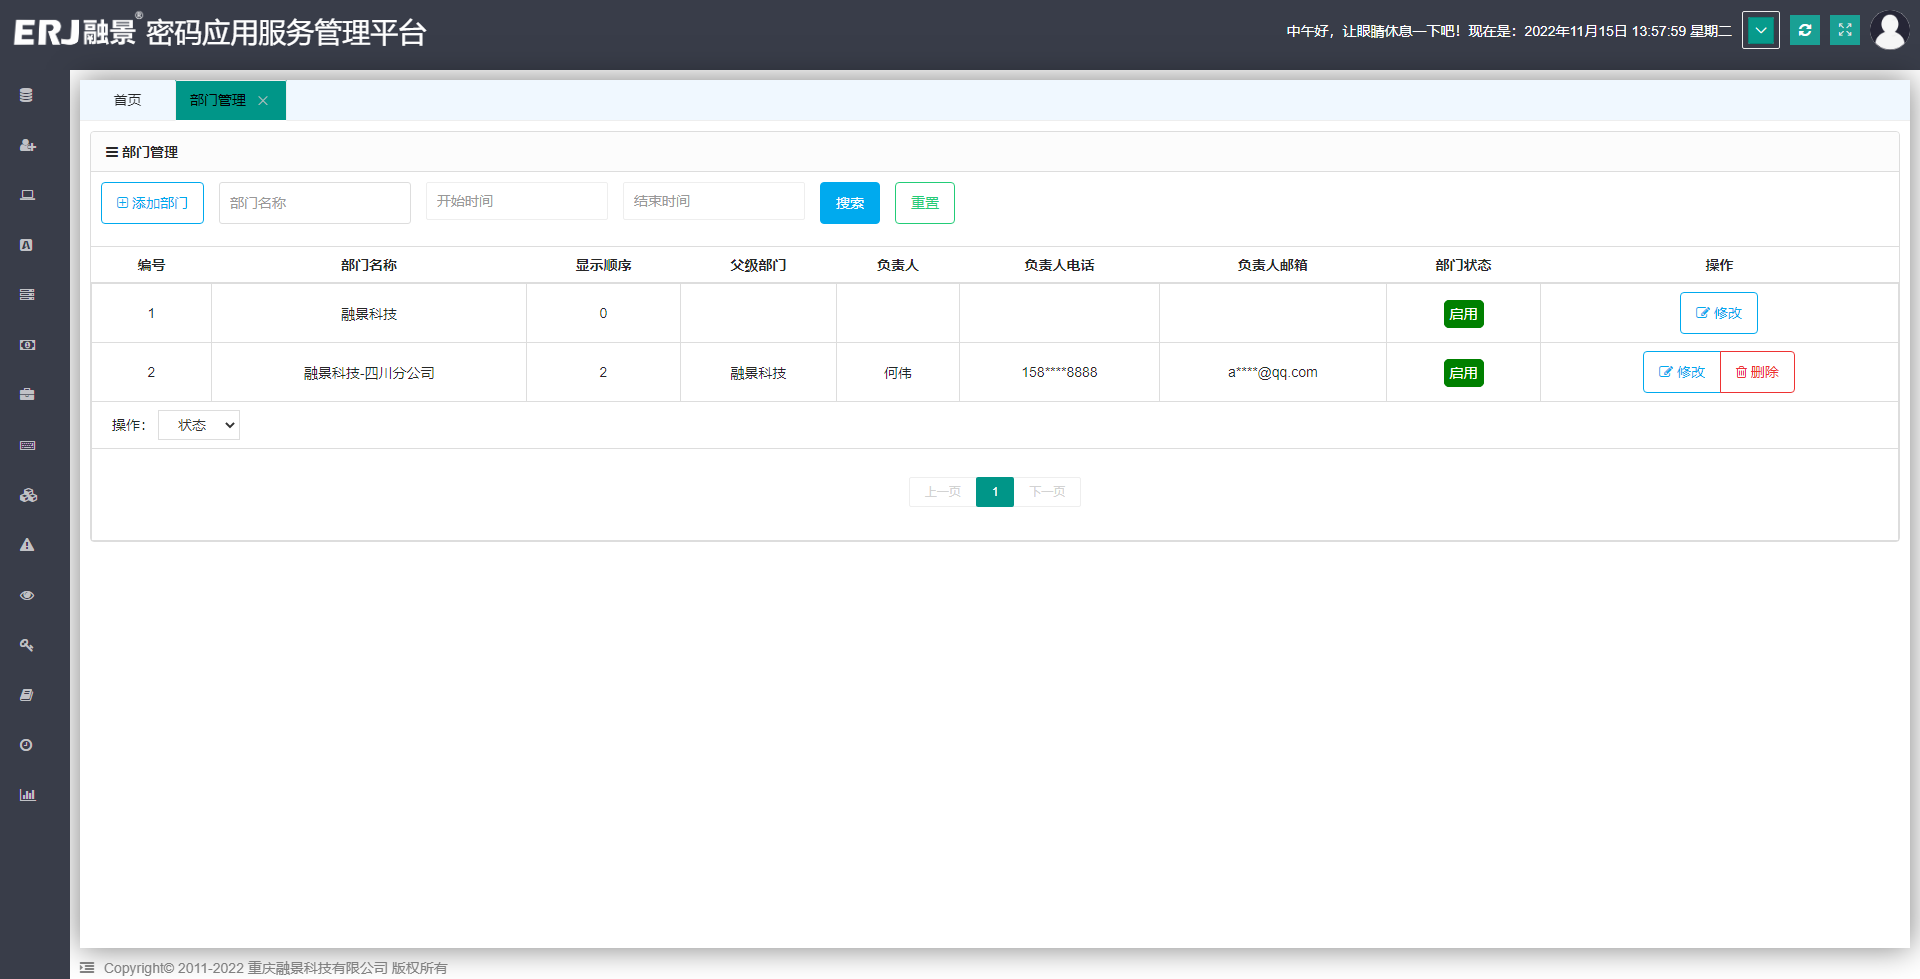 ERJ融景® 密码应用服务管理平台
中午好，让眼睛休息一下吧！现在是：2022年11月15日 13:57:59 星期二
首页 部门管理
部门管理
添加部门 部门名称 开始时间 结束时间 搜索 重置
编号 部门名称 显示顺序 父级部门 负责人 负责人电话 负责人邮箱 部门状态 操作
1 融景科技 0 启用 修改
2 融景科技-四川分公司 2 融景科技 何伟 158****8888 a****@qq.com 启用 修改 删除
操作： 状态
上一页 1 下一页
Copyright© 2011-2022 重庆融景科技有限公司 版权所有